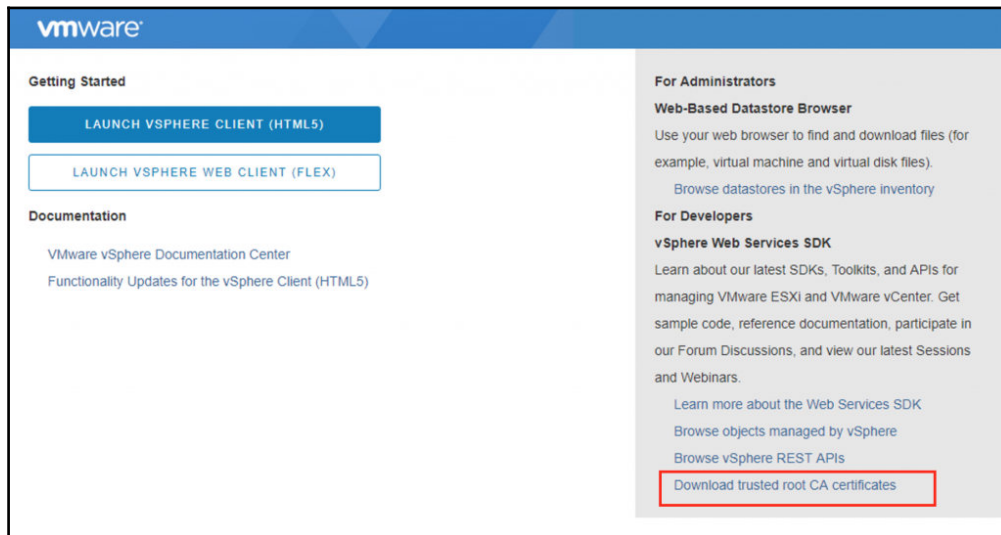 vmware
Getting Started
LAUNCH VSPHERE CLIENT (HTML5)
LAUNCH VSPHERE WEB CLIENT (FLEX)
Documentation
VMware vSphere Documentation Center
Functionality Updates for the vSphere Client (HTML5)
For Administrators
Web-Based Datastore Browser
Use your web browser to find and download files (for
example, virtual machine and virtual disk files).
Browse datastores in the vSphere inventory
For Developers
vSphere Web Services SDK
Learn about our latest SDKs, Toolkits, and APIs for
managing VMware ESXi and VMware vCenter. Get
sample code, reference documentation, participate in
our Forum Discussions, and view our latest Sessions
and Webinars.
Learn more about the Web Services SDK
Browse objects managed by vSphere
Browse vSphere REST APIs
Download trusted root CA certificates